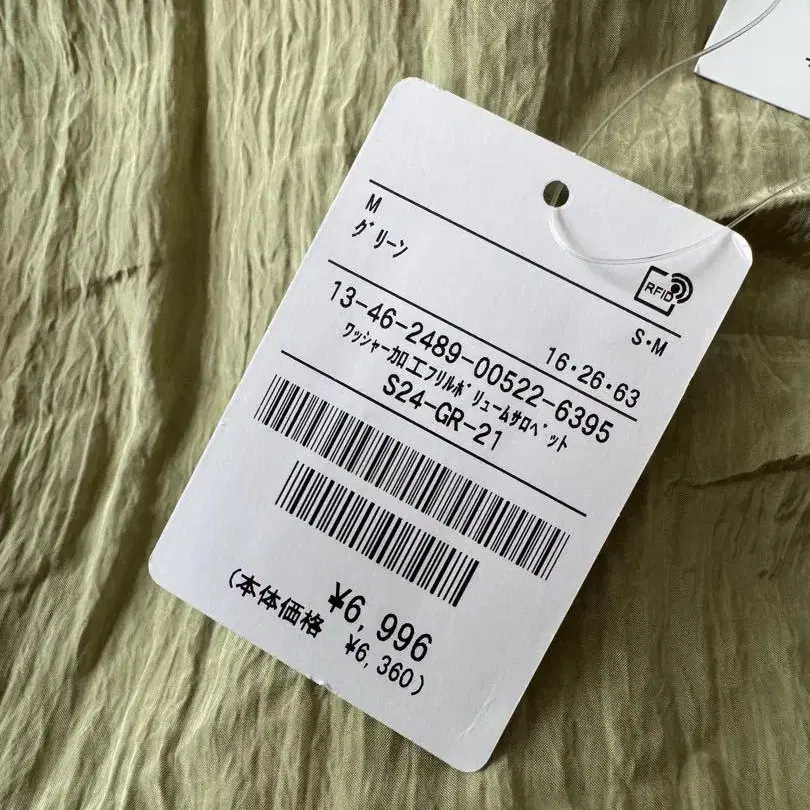 M
グリーン
RFID
S・M
16・26・63
13-46-2489-00522-6395
ワッシャー加工フリルボリュームサロペット
S24-GR-21
¥6,996
(本体価格 ¥6,360)